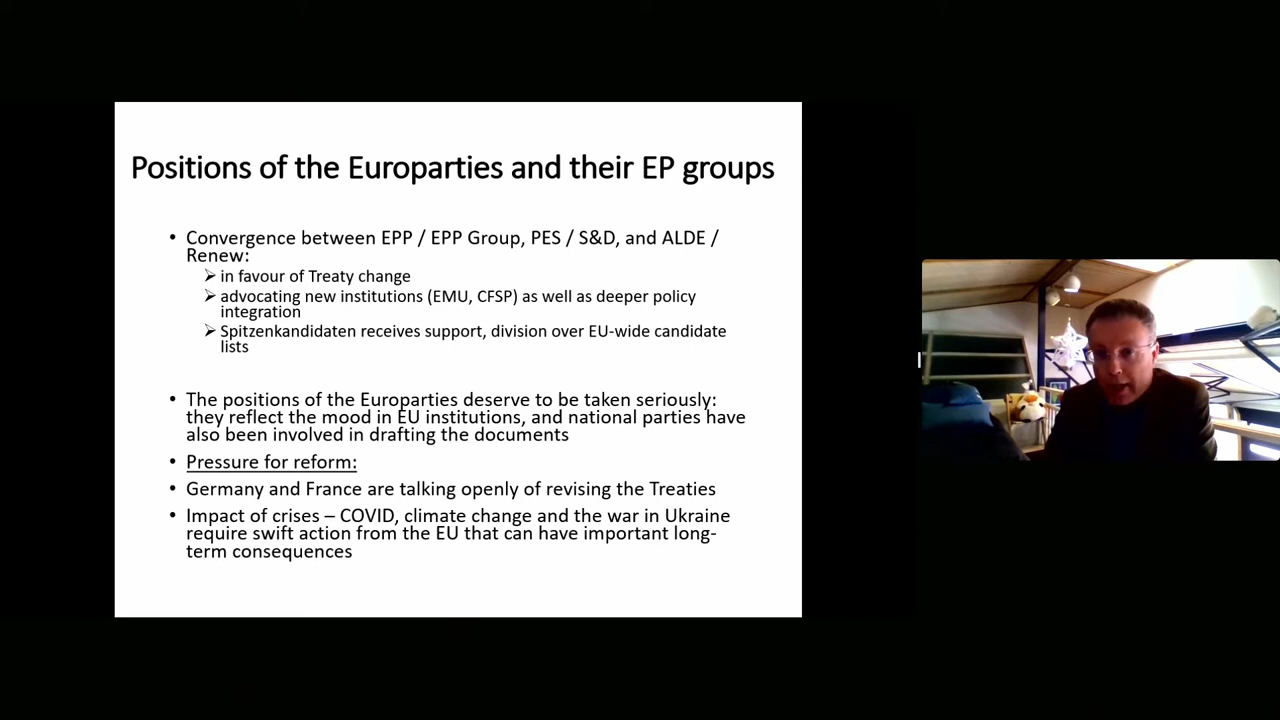 Positions of the Europarties and their EP groups
• Convergence between EPP / EPP Group, PES / S&D, and ALDE /
Renew:
➢ in favour of Treaty change
➢ advocating new institutions (EMU, CFSP) as well as deeper policy
integration
➢ Spitzenkandidaten receives support, division over EU-wide candidate
lists
• The positions of the Europarties deserve to be taken seriously:
they reflect the mood in EU institutions, and national parties have
also been involved in drafting the documents
• Pressure for reform:
• Germany and France are talking openly of revising the Treaties
• Impact of crises – COVID, climate change and the war in Ukraine
require swift action from the EU that can have important long-
term consequences